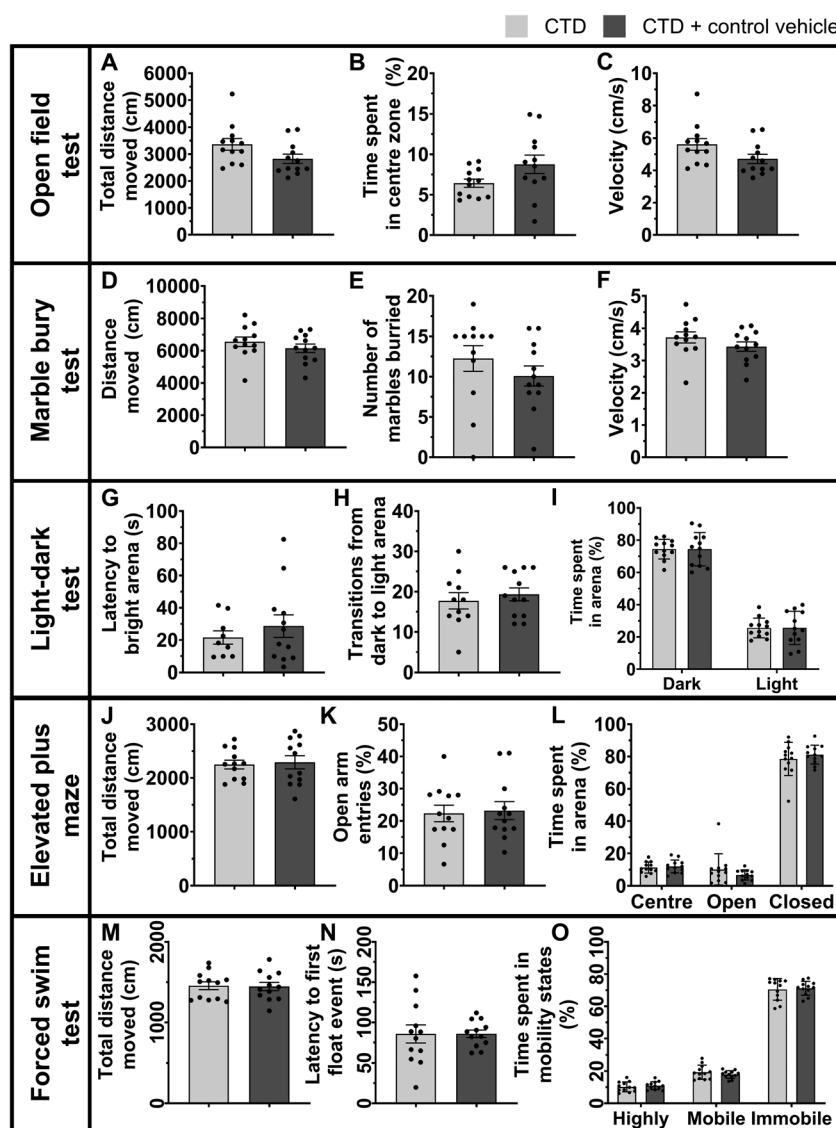 CTD CTD + control vehicle
Open field
test
A
Total distance
moved (cm)
6000
5000
4000
3000
2000
1000
0
B
Time spent
in centre zone (%)
20
15
10
5
0
C
Velocity (cm/s)
10
8
6
4
2
0
Marble bury
test
D
Distance
moved (cm)
10000
8000
6000
4000
2000
0
E
Number of
marbles burried
20
15
10
5
0
F
Velocity (cm/s)
5
4
3
2
1
0
Light-dark
test
G
Latency to
bright arena (s)
100
80
60
40
20
0
H
Transitions from
dark to light arena
40
30
20
10
0
I
Time spent
in arena (%)
100
80
60
40
20
0
Dark Light
Elevated plus
maze
J
Total distance
moved (cm)
3000
2000
1000
0
K
Open arm
entries (%)
50
40
30
20
10
0
L
Time spent
in arena (%)
100
80
60
40
20
0
Centre Open Closed
Forced swim
test
M
Total distance
moved (cm)
2000
1000
0
N
Latency to first
float event (s)
200
150
100
50
0
O
Time spent in
mobility states
(%)
100
80
60
40
20
0
Highly Mobile Immobile